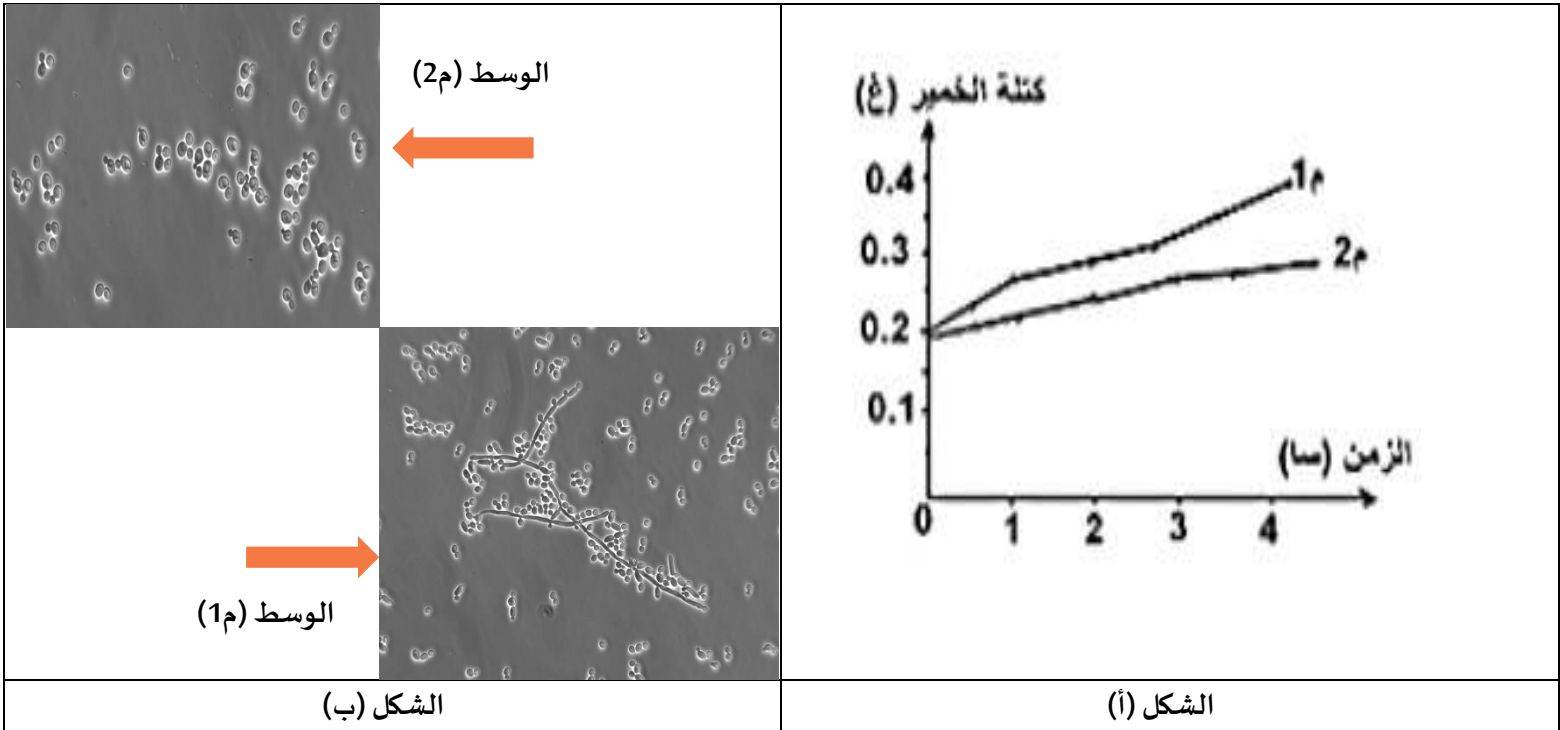 كتلة الخمير (غ)
0.4
0.3
0.2
0.1
م1
م2
الزمن (سا)
0 1 2 3 4
الوسط (م2)
الوسط (م1)
الشكل (أ)
الشكل (ب)